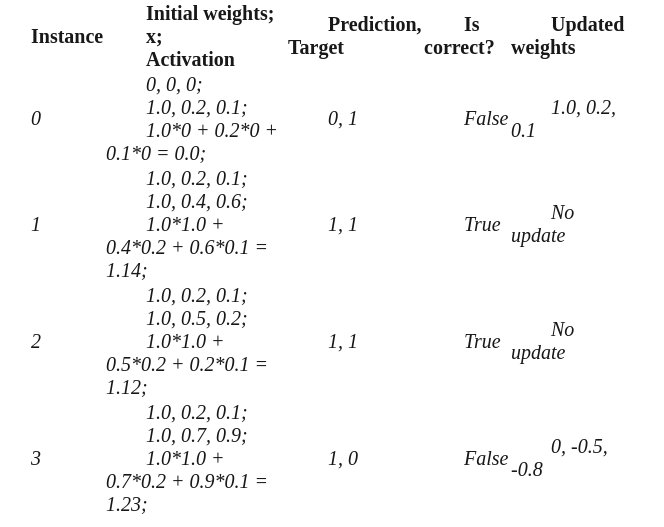 Instance
Initial weights;
x;
Activation
Prediction,
Target
Is
correct?
Updated
weights
0
0, 0, 0;
1.0, 0.2, 0.1;
1.0*0 + 0.2*0 +
0.1*0 = 0.0;
0, 1
False
1.0, 0.2,
0.1
1
1.0, 0.2, 0.1;
1.0, 0.4, 0.6;
1.0*1.0 +
0.4*0.2 + 0.6*0.1 =
1.14;
1, 1
True
No
update
2
1.0, 0.2, 0.1;
1.0, 0.5, 0.2;
1.0*1.0 +
0.5*0.2 + 0.2*0.1 =
1.12;
1, 1
True
No
update
3
1.0, 0.2, 0.1;
1.0, 0.7, 0.9;
1.0*1.0 +
0.7*0.2 + 0.9*0.1 =
1.23;
1, 0
False
0, -0.5,
-0.8